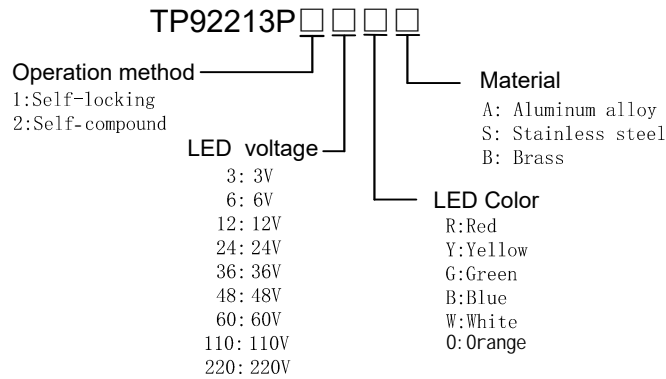 TP92213P□□□□
Operation method
1:Self-locking
2:Self-compound
LED voltage
3: 3V
6: 6V
12: 12V
24: 24V
36: 36V
48: 48V
60: 60V
110: 110V
220: 220V
LED Color
R:Red
Y:Yellow
G:Green
B:Blue
W:White
O:Orange
Material
A: Aluminum alloy
S: Stainless steel
B: Brass